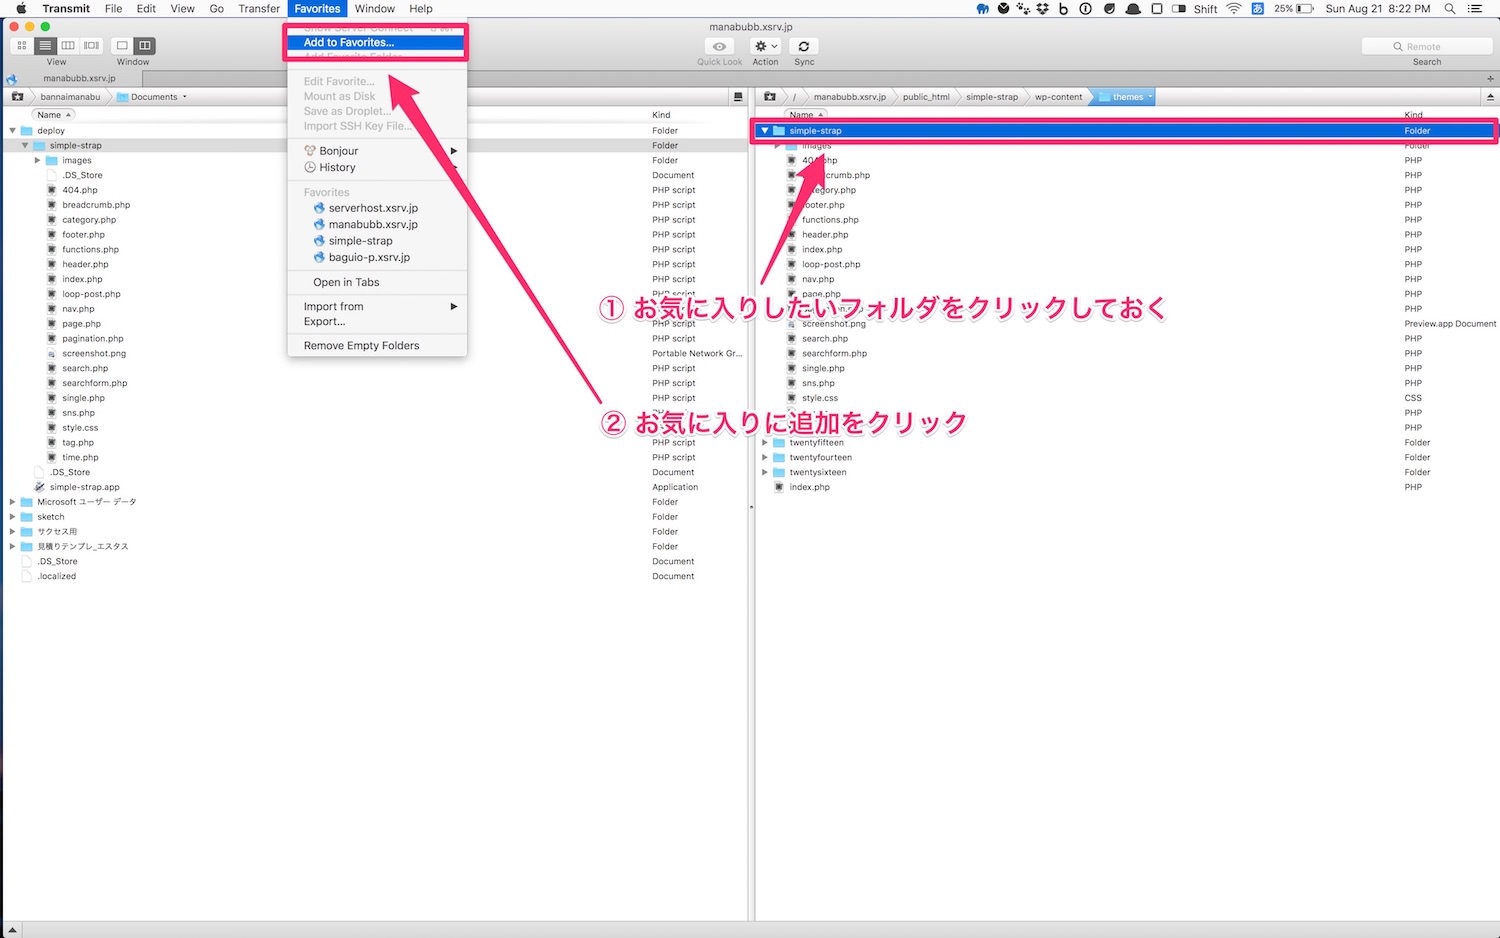 Transmit File Edit View Go Transfer Favorites Window Help Shift あ 25% Sun Aug 21 8:22 PM
manabubb.xsrv.jp
View Window Quick Look Action Sync Remote Search
manabubb.xsrv.jp
bannaimanabu Documents
/ manabubb.xsrv.jp public_html simple-strap wp-content themes
Add to Favorites...
Edit Favorite...
Mount as Disk
Save as Droplet...
Import SSH Key File...
Bonjour
History
Favorites
serverhost.xsrv.jp
manabubb.xsrv.jp
simple-strap
baguio-p.xsrv.jp
Open in Tabs
Import from
Export...
Remove Empty Folders
Name Kind
deploy Folder
simple-strap Folder
images Folder
.DS_Store Document
404.php PHP script
breadcrumb.php PHP script
category.php PHP script
footer.php PHP script
functions.php PHP script
header.php PHP script
index.php PHP script
loop-post.php
nav.php
page.php PHP script
pagination.php PHP script
screenshot.png Portable Network Gr...
search.php PHP script
searchform.php PHP script
single.php PHP script
sns.php
style.css
tag.php PHP script
time.php PHP script
.DS_Store Document
simple-strap.app Application
Microsoft ユーザー データ Folder
sketch Folder
サクセス用 Folder
見積りテンプレ_エスタス Folder
.DS_Store Document
.localized Document
Name Kind
simple-strap Folder
images Folder
404.php PHP
PHP
PHP
footer.php PHP
functions.php PHP
header.php PHP
index.php PHP
loop-post.php PHP
nav.php PHP
page.php PHP
PHP
screenshot.png Preview.app Document
search.php PHP
searchform.php PHP
single.php PHP
sns.php PHP
style.css CSS
PHP
PHP
twentyfifteen Folder
twentyfourteen Folder
twentysixteen Folder
index.php PHP
① お気に入りしたいフォルダをクリックしておく
② お気に入りに追加をクリック